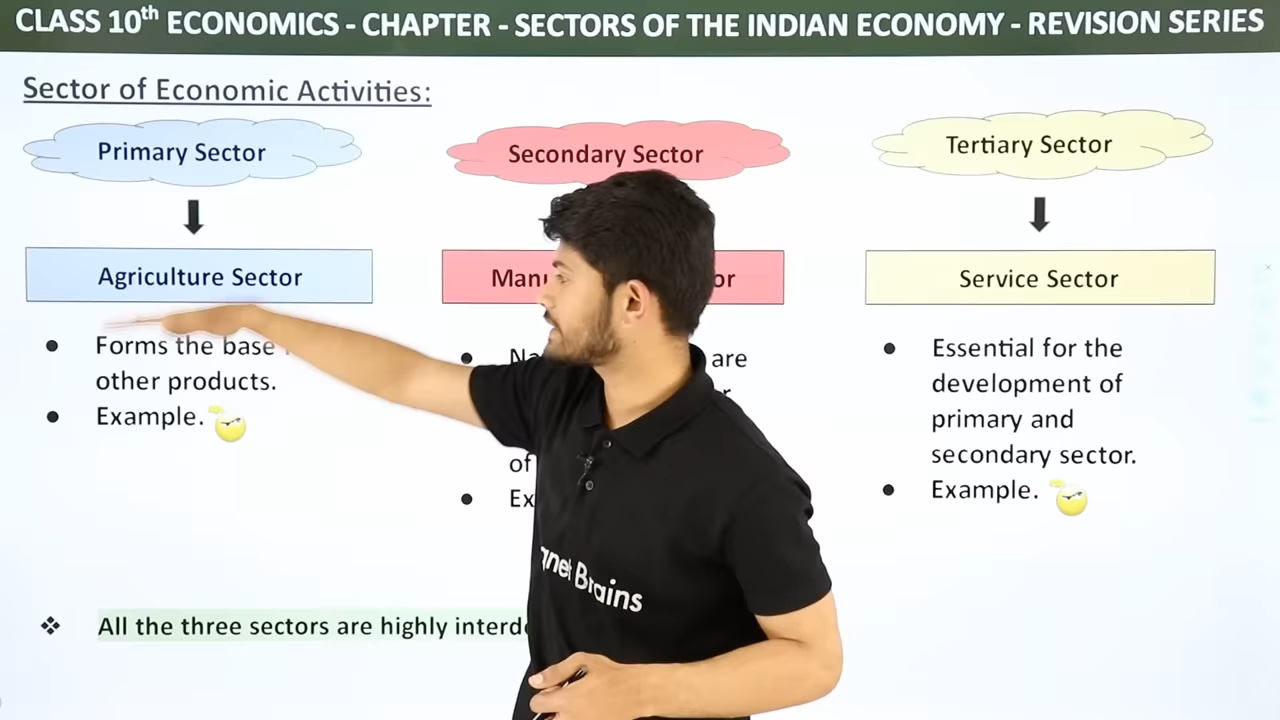 CLASS 10th ECONOMICS - CHAPTER - SECTORS OF THE INDIAN ECONOMY - REVISION SERIES
Sector of Economic Activities:
Primary Sector
Secondary Sector
Tertiary Sector
Agriculture Sector
Service Sector
Forms the base
other products.
Example.
are
of
Essential for the
development of
primary and
secondary sector.
Example.
Brains
All the three sectors are highly